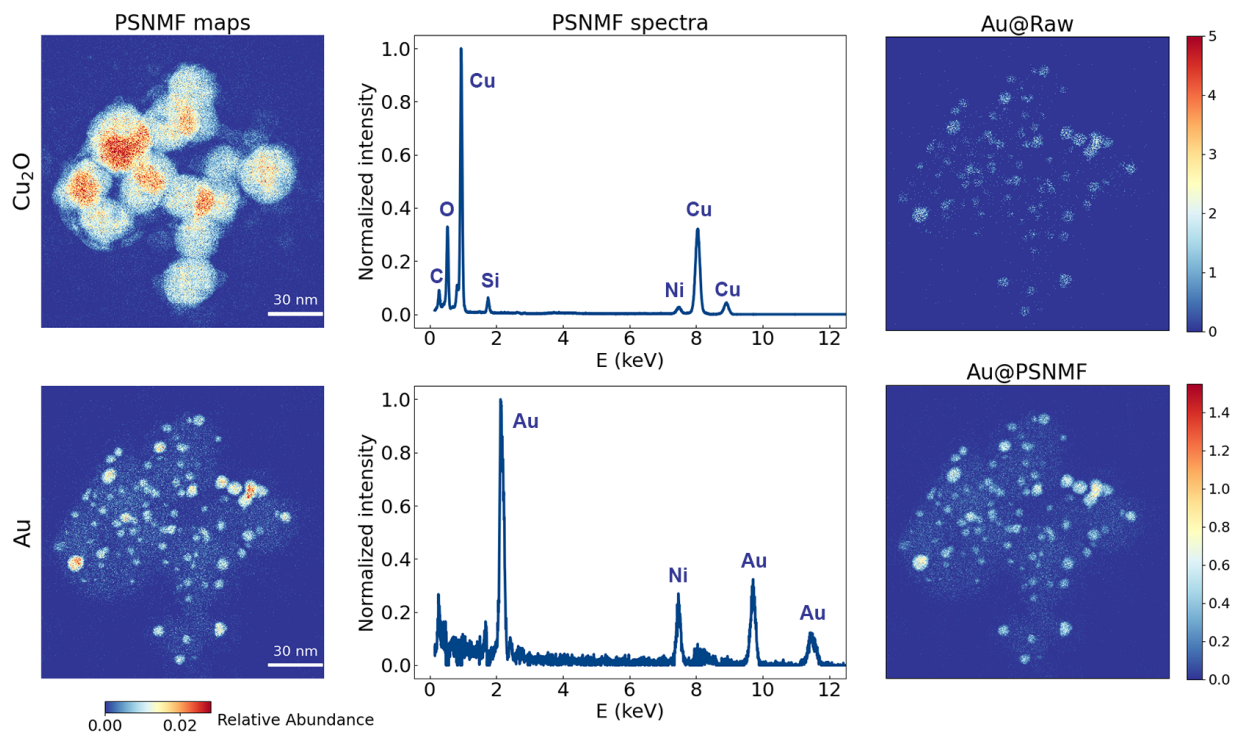 PSNMF maps
PSNMF spectra
Au@Raw
Cu₂O
30 nm
Normalized intensity
1.0
0.8
0.6
0.4
0.2
0.0
C
O
Cu
Si
Ni
Cu
Cu
0
2
4
6
8
10
12
E (keV)
5
4
3
2
1
0
Au@PSNMF
Au
30 nm
Normalized intensity
1.0
0.8
0.6
0.4
0.2
0.0
Au
Ni
Au
Au
0
2
4
6
8
10
12
E (keV)
1.4
1.2
1.0
0.8
0.6
0.4
0.2
0.0
0.00
0.02
Relative Abundance